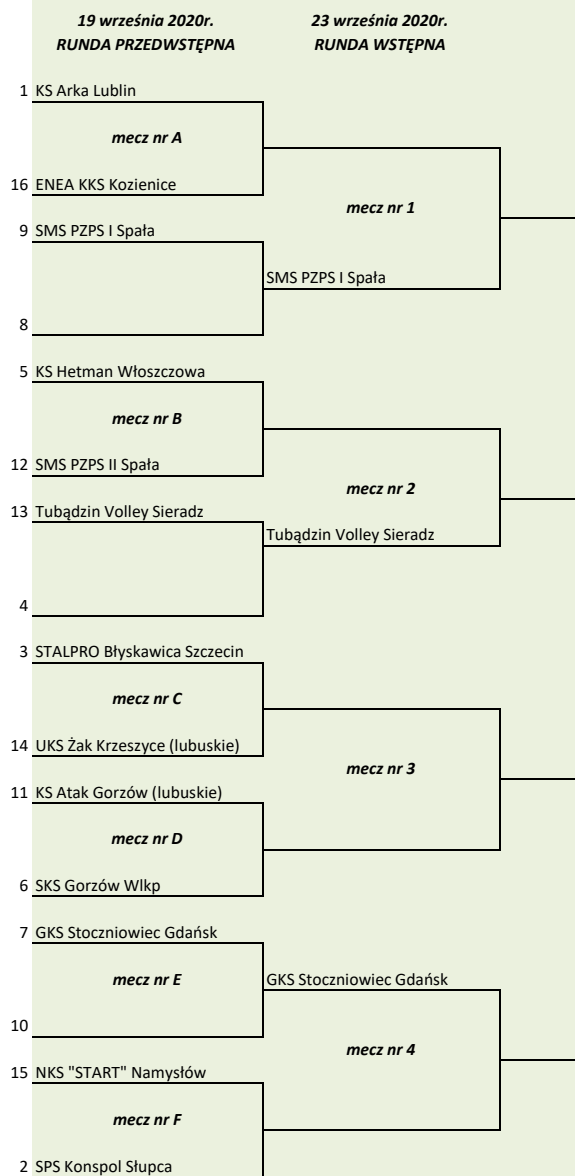 19 września 2020r. 23 września 2020r.
RUNDA PRZEDWSTĘPNA RUNDA WSTĘPNA
1 KS Arka Lublin
mecz nr A
16 ENEA KKS Kozienice
mecz nr 1
9 SMS PZPS I Spała
SMS PZPS I Spała
8
5 KS Hetman Włoszczowa
mecz nr B
12 SMS PZPS II Spała
mecz nr 2
13 Tubądzin Volley Sieradz
Tubądzin Volley Sieradz
4
3 STALPRO Błyskawica Szczecin
mecz nr C
14 UKS Żak Krzeszyce (lubuskie)
mecz nr 3
11 KS Atak Gorzów (lubuskie)
mecz nr D
6 SKS Gorzów Wlkp
7 GKS Stoczniowiec Gdańsk
mecz nr E GKS Stoczniowiec Gdańsk
10
mecz nr 4
15 NKS "START" Namysłów
mecz nr F
2 SPS Konspol Słupca